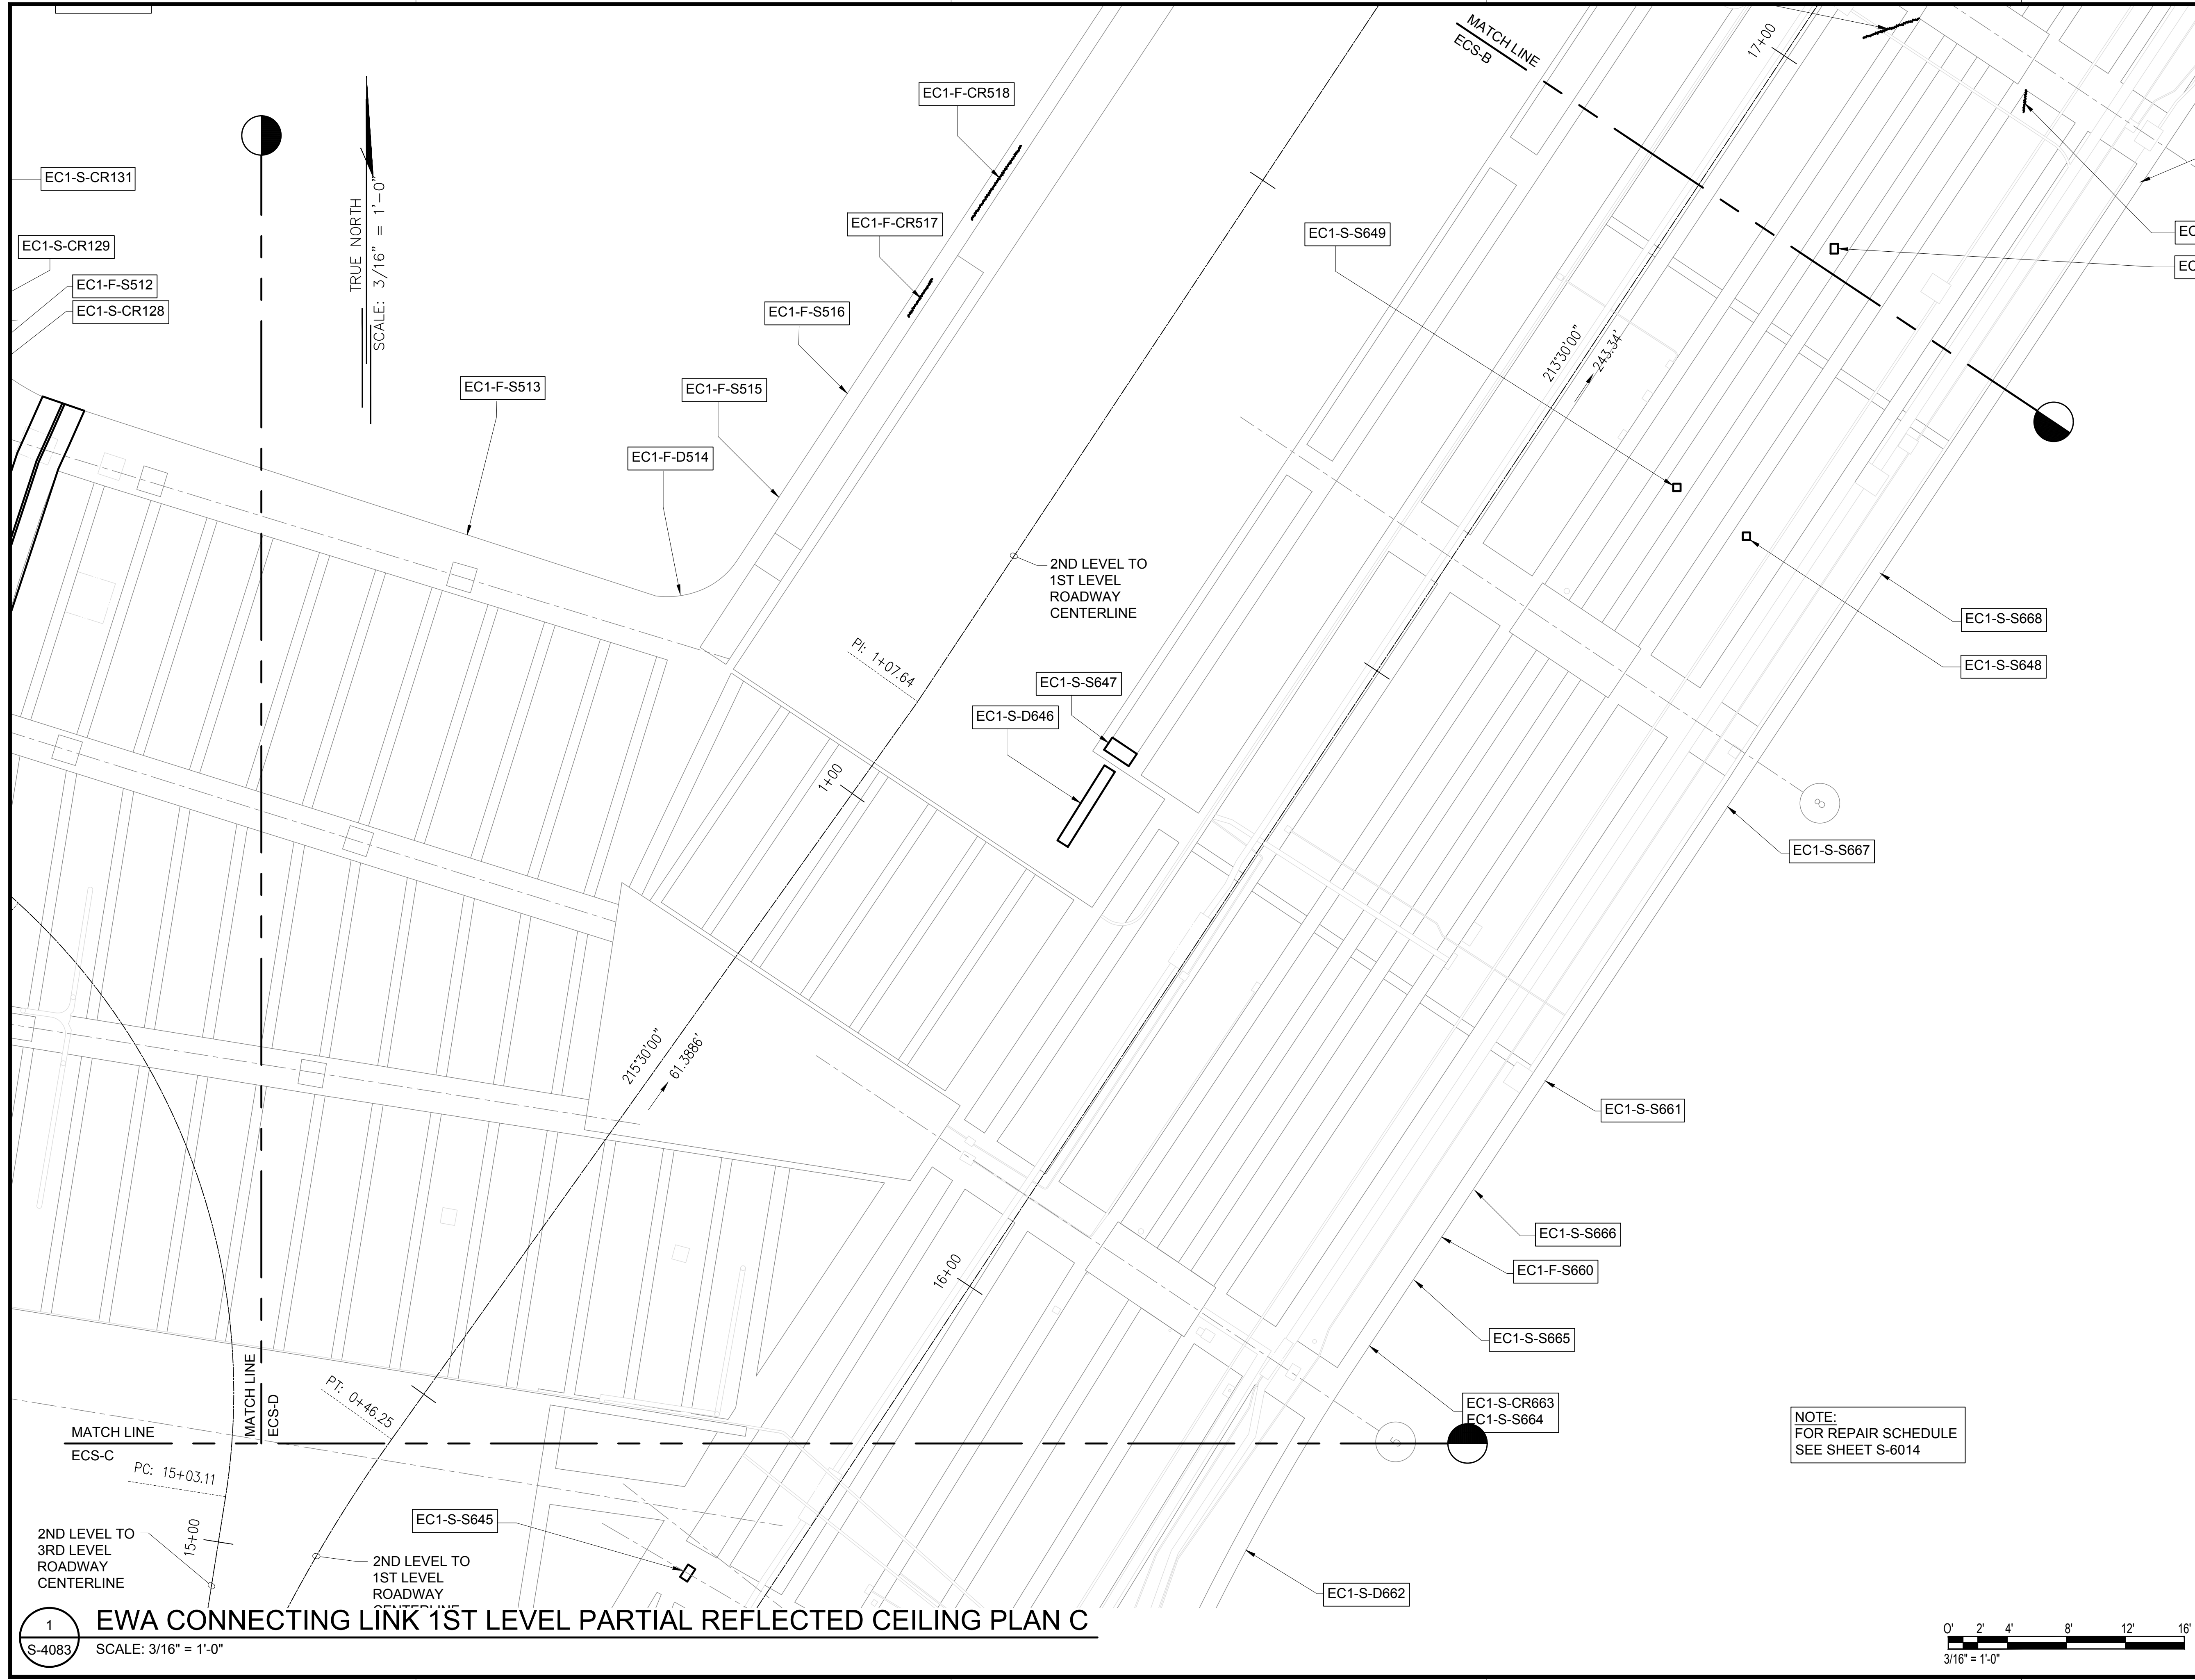 MATCH LINE
ECS-B
17+00
EC1-F-CR518
EC1-S-CR131
TRUE NORTH
SCALE: 3/16" = 1'-0"
EC1-F-CR517
EC1-S-S649
EC
EC1-S-CR129
EC
EC1-F-S512
EC1-S-CR128
EC1-F-S516
213°30'00"
243.34'
EC1-F-S513
EC1-F-S515
EC1-F-D514
2ND LEVEL TO
1ST LEVEL
ROADWAY
CENTERLINE
EC1-S-S668
EC1-S-S648
PI: 1+07.64
EC1-S-S647
EC1-S-D646
1+00
8
EC1-S-S667
215°30'00"
61.3886'
EC1-S-S661
EC1-S-S666
EC1-F-S660
16+00
EC1-S-S665
EC1-S-CR663
EC1-S-S664
MATCH LINE
ECS-D
PT: 0+46.25
MATCH LINE
ECS-C
PC: 15+03.11
NOTE:
FOR REPAIR SCHEDULE
SEE SHEET S-6014
15+00
EC1-S-S645
2ND LEVEL TO
3RD LEVEL
ROADWAY
CENTERLINE
2ND LEVEL TO
1ST LEVEL
ROADWAY
CENTERLINE
EC1-S-D662
1
S-4083
EWA CONNECTING LINK 1ST LEVEL PARTIAL REFLECTED CEILING PLAN C
SCALE: 3/16" = 1'-0"
0' 2' 4' 8' 12' 16'
3/16" = 1'-0"